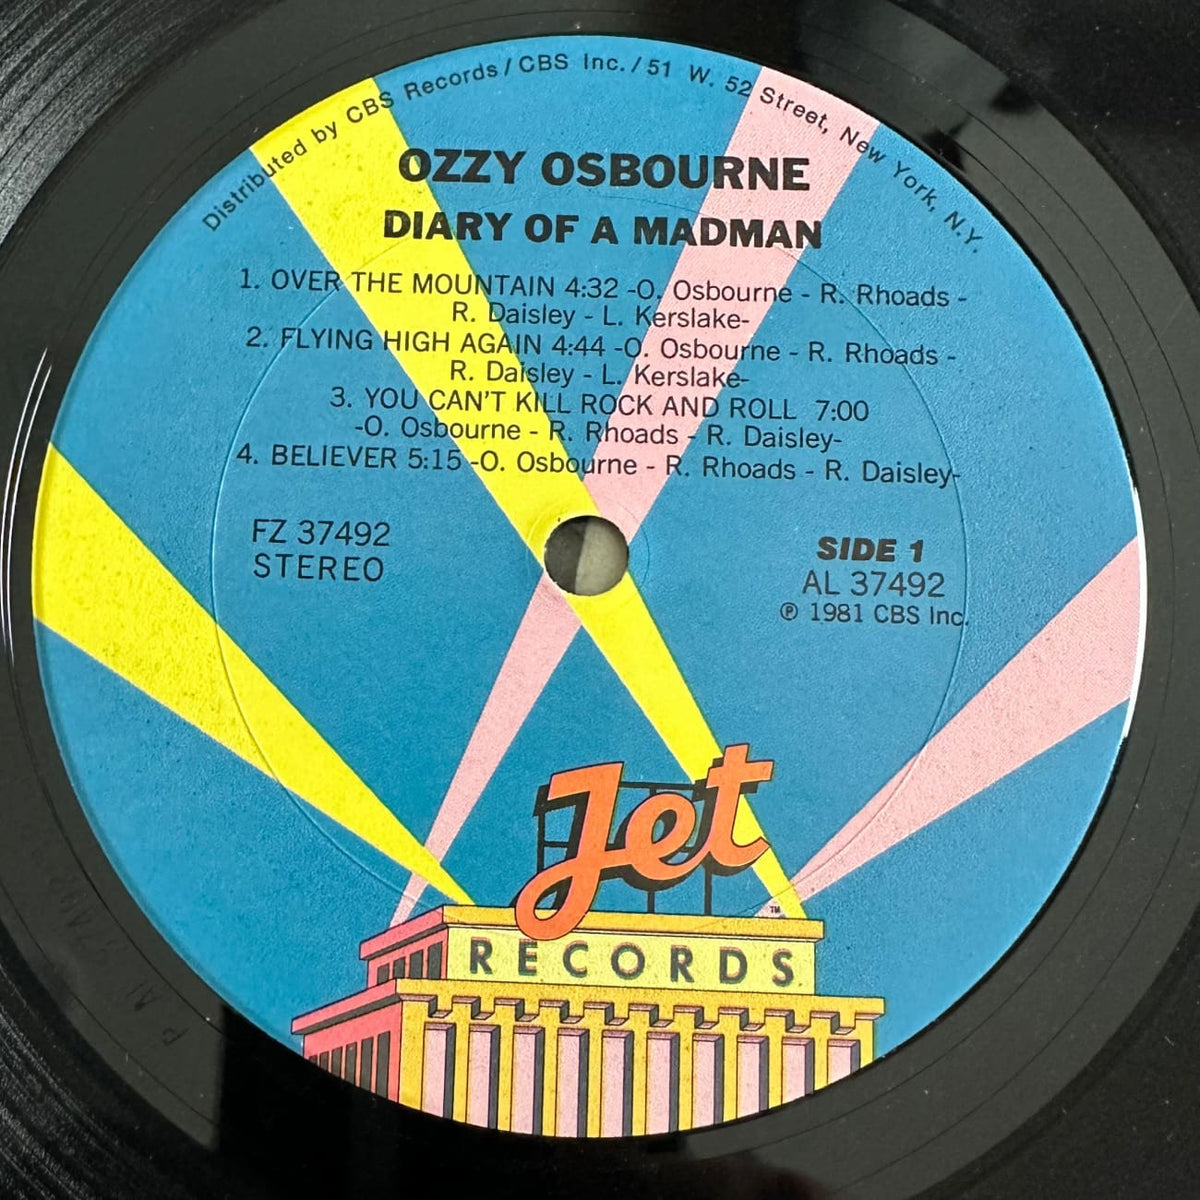 Distributed by CBS Records / CBS Inc. / 51 W. 52 Street, New York, N.Y.
OZZY OSBOURNE
DIARY OF A MADMAN
1. OVER THE MOUNTAIN 4:32 -O. Osbourne - R. Rhoads -
R. Daisley - L. Kerslake-
2. FLYING HIGH AGAIN 4:44 -O. Osbourne - R. Rhoads -
R. Daisley - L. Kerslake-
3. YOU CAN'T KILL ROCK AND ROLL 7:00
-O. Osbourne - R. Rhoads - R. Daisley-
4. BELIEVER 5:15 -O. Osbourne - R. Rhoads - R. Daisley-
FZ 37492
STEREO
SIDE 1
AL 37492
℗ 1981 CBS Inc.
Jet
TM
RECORDS